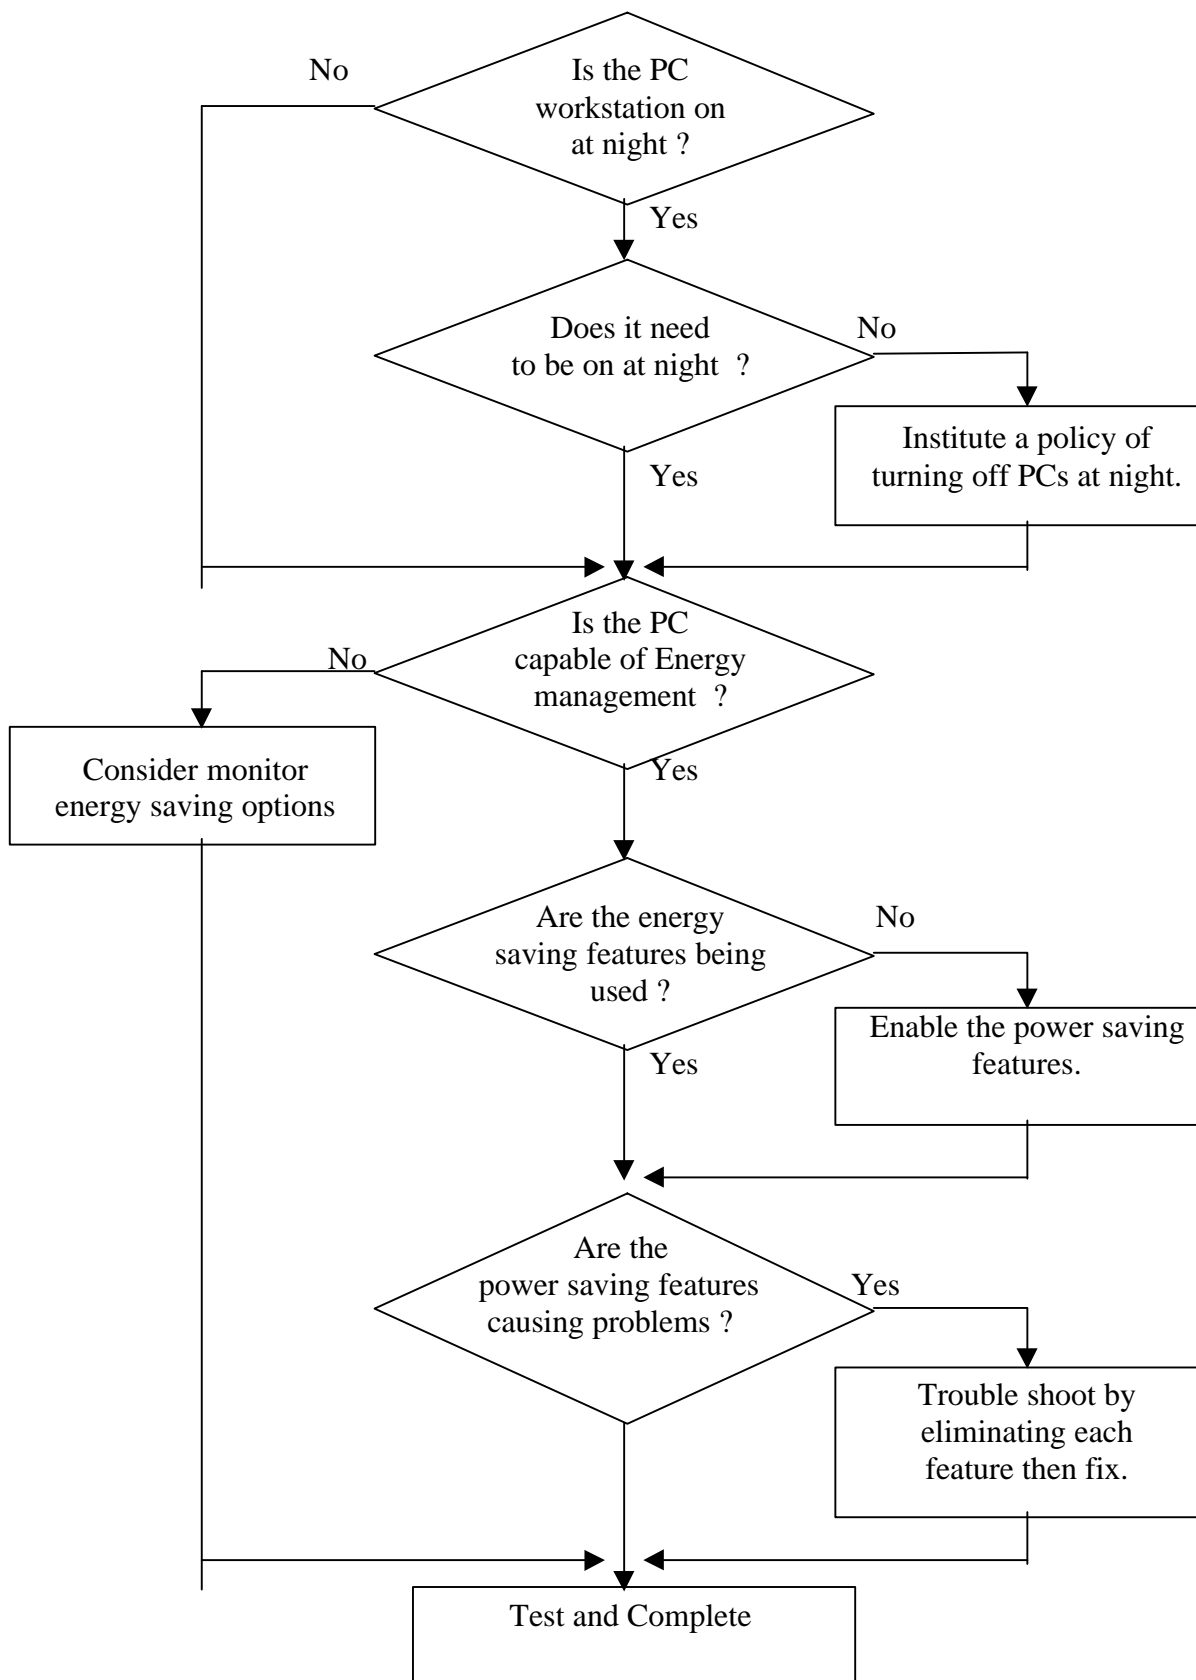 No
Is the PC
workstation on
at night ?
Yes
Does it need
to be on at night ?
No
Institute a policy of
turning off PCs at night.
Yes
Is the PC
capable of Energy
management ?
No
Consider monitor
energy saving options
Yes
Are the energy
saving features being
used ?
No
Enable the power saving
features.
Yes
Are the
power saving features
causing problems ?
Yes
Trouble shoot by
eliminating each
feature then fix.
Test and Complete